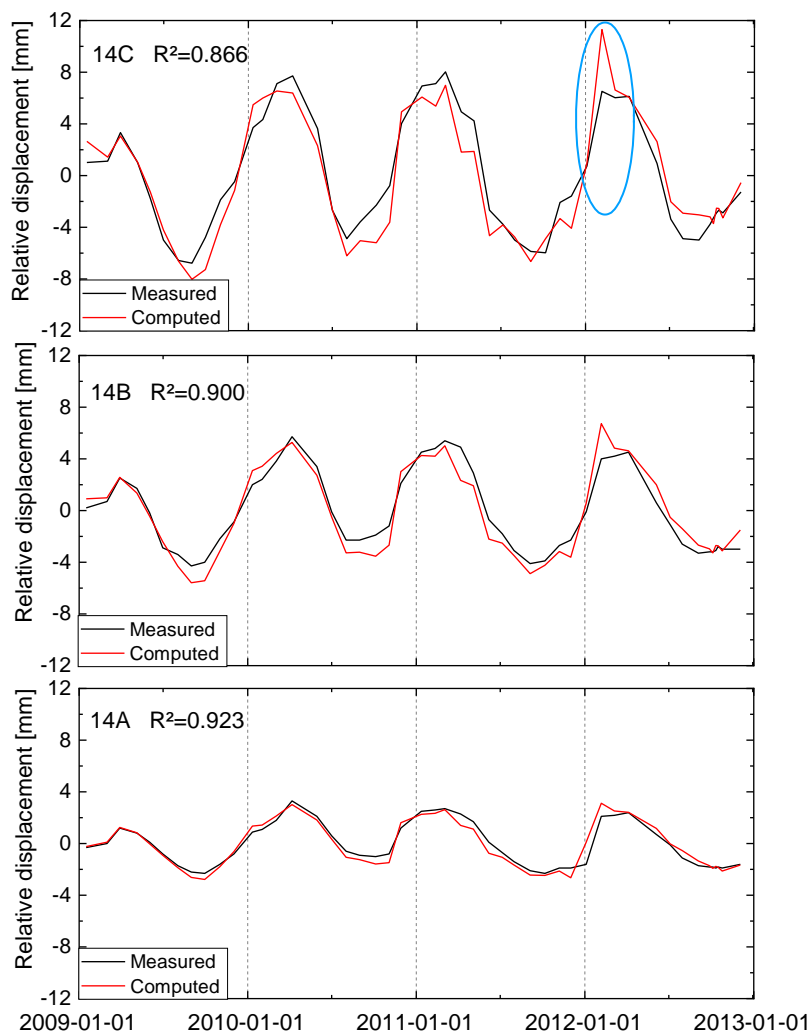 Relative displacement [mm]
12
8
4
0
-4
-8
-12
14C R²=0.866
Measured
Computed
Relative displacement [mm]
12
8
4
0
-4
-8
-12
14B R²=0.900
Measured
Computed
Relative displacement [mm]
12
8
4
0
-4
-8
-12
14A R²=0.923
Measured
Computed
2009-01-01 2010-01-01 2011-01-01 2012-01-01 2013-01-01